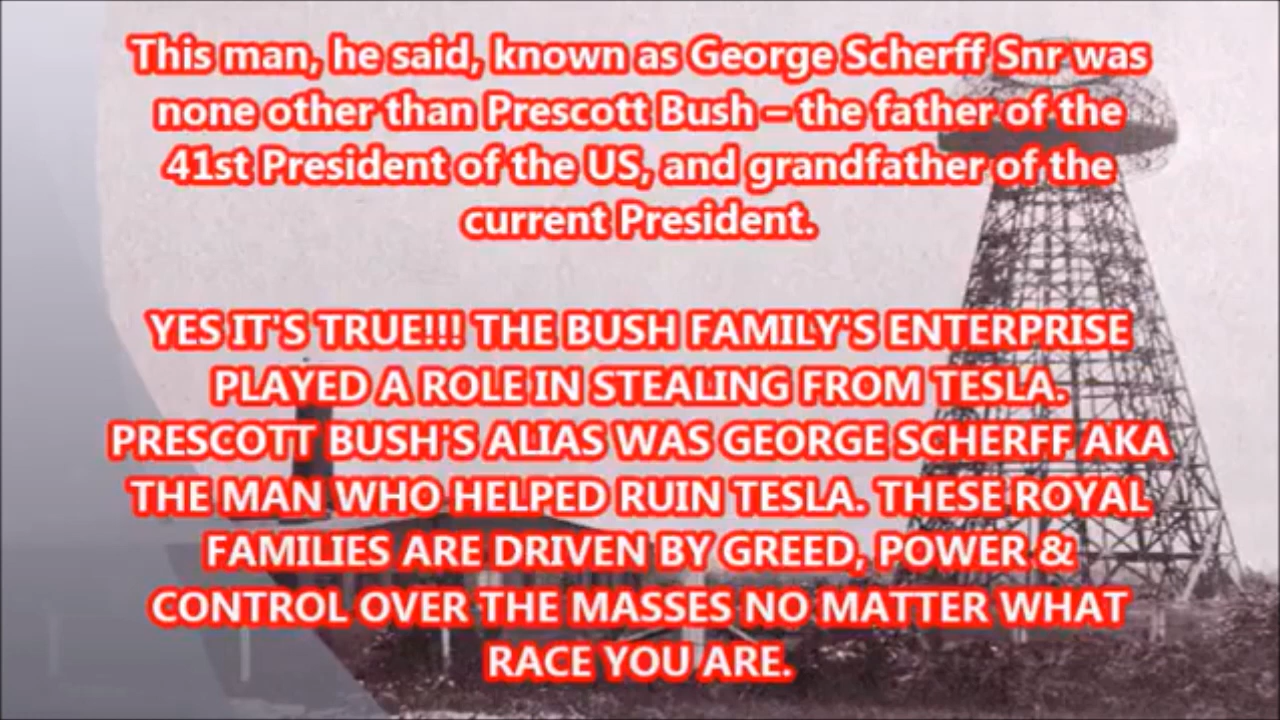 This man, he said, known as George Scherff Snr was
none other than Prescott Bush – the father of the
41st President of the US, and grandfather of the
current President.
YES IT'S TRUE!!! THE BUSH FAMILY'S ENTERPRISE
PLAYED A ROLE IN STEALING FROM TESLA.
PRESCOTT BUSH'S ALIAS WAS GEORGE SCHERFF AKA
THE MAN WHO HELPED RUIN TESLA. THESE ROYAL
FAMILIES ARE DRIVEN BY GREED, POWER &
CONTROL OVER THE MASSES NO MATTER WHAT
RACE YOU ARE.